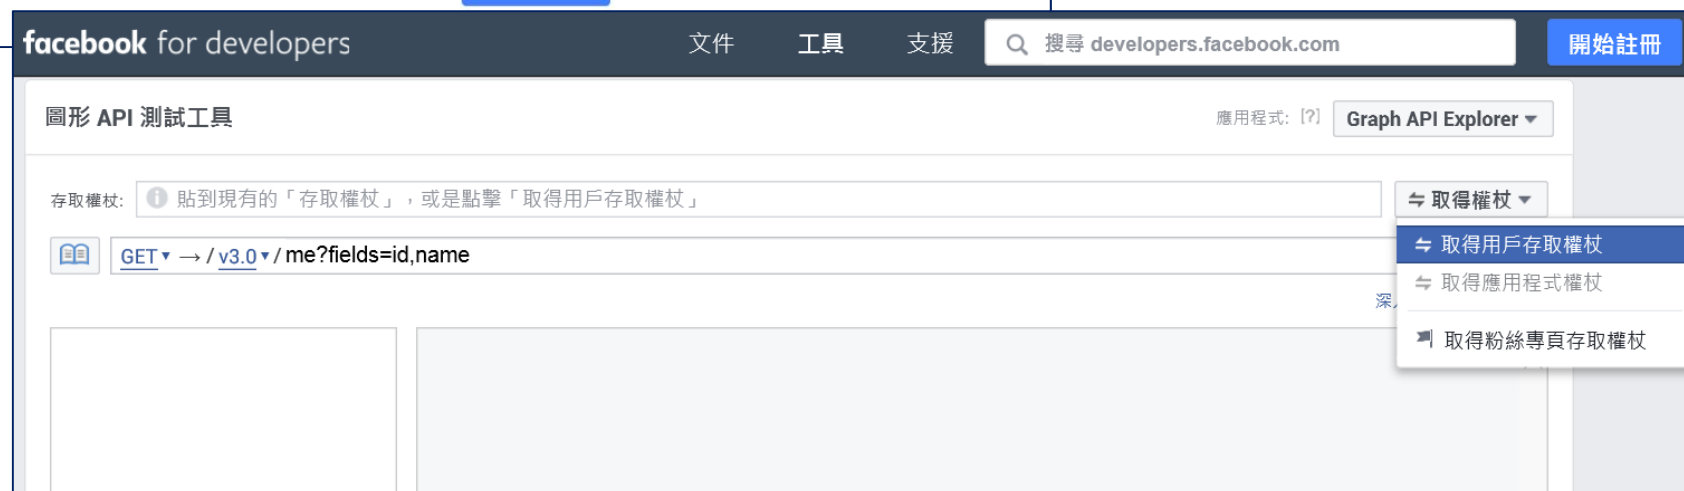 facebook for developers 文件 工具 支援 搜尋 developers.facebook.com 開始註冊
圖形 API 測試工具 應用程式: [?] Graph API Explorer
存取權杖: 貼到現有的「存取權杖」，或是點擊「取得用戶存取權杖」 取得權杖
GET → / v3.0 / me?fields=id,name
取得用戶存取權杖
取得應用程式權杖
深
取得粉絲專頁存取權杖